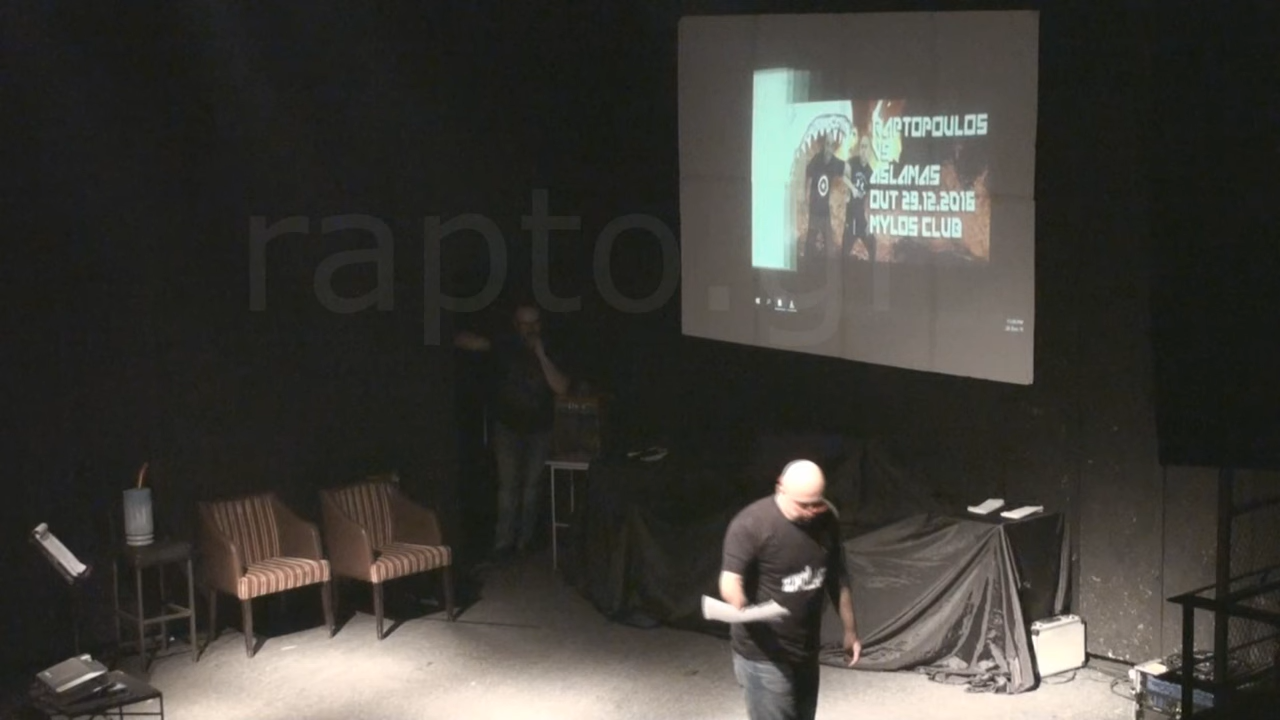 RAPTOPOULOS
VS
ASLAMAS
OUT 29.12.2016
MYLOS CLUB
rapto.gr